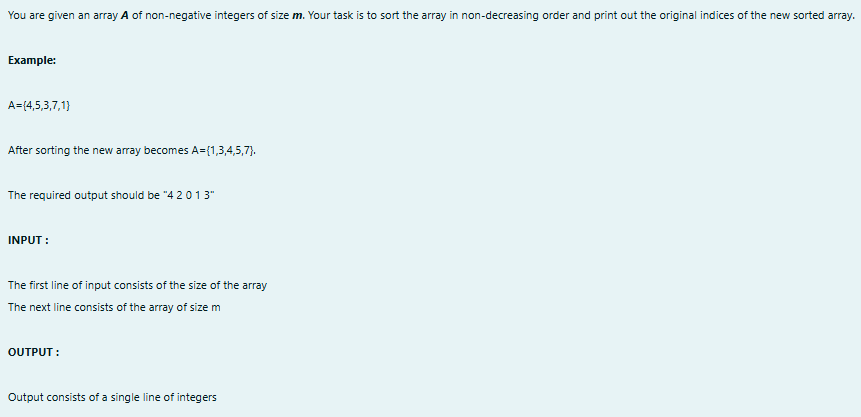 You are given an array A of non-negative integers of size m. Your task is to sort the array in non-decreasing order and print out the original indices of the new sorted array.
Example:
A={4,5,3,7,1}
After sorting the new array becomes A={1,3,4,5,7}.
The required output should be "4 2 0 1 3"
INPUT :
The first line of input consists of the size of the array
The next line consists of the array of size m
OUTPUT :
Output consists of a single line of integers